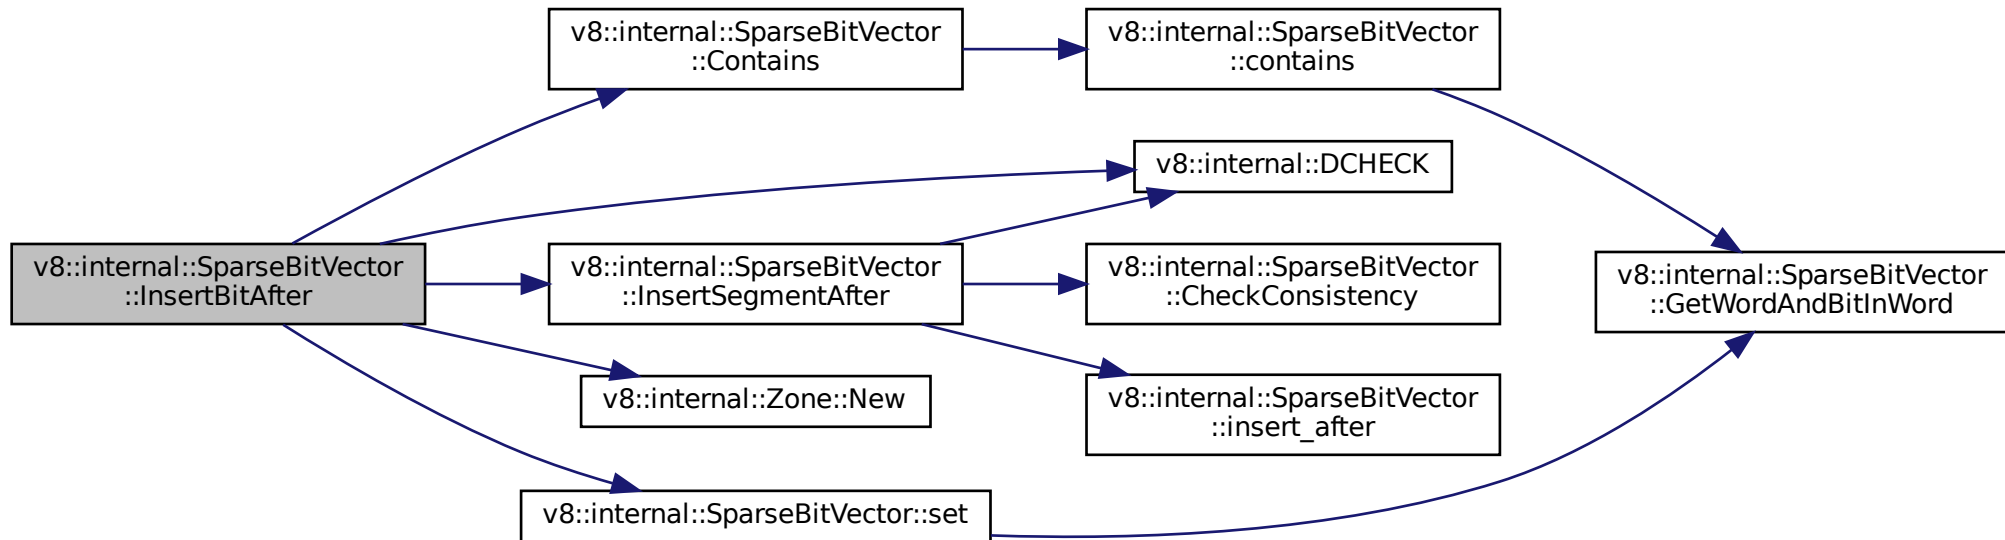 v8::internal::SparseBitVector
::Contains
v8::internal::SparseBitVector
::contains
v8::internal::DCHECK
v8::internal::SparseBitVector
::InsertBitAfter
v8::internal::SparseBitVector
::InsertSegmentAfter
v8::internal::SparseBitVector
::CheckConsistency
v8::internal::SparseBitVector
::GetWordAndBitInWord
v8::internal::Zone::New
v8::internal::SparseBitVector
::insert_after
v8::internal::SparseBitVector::set